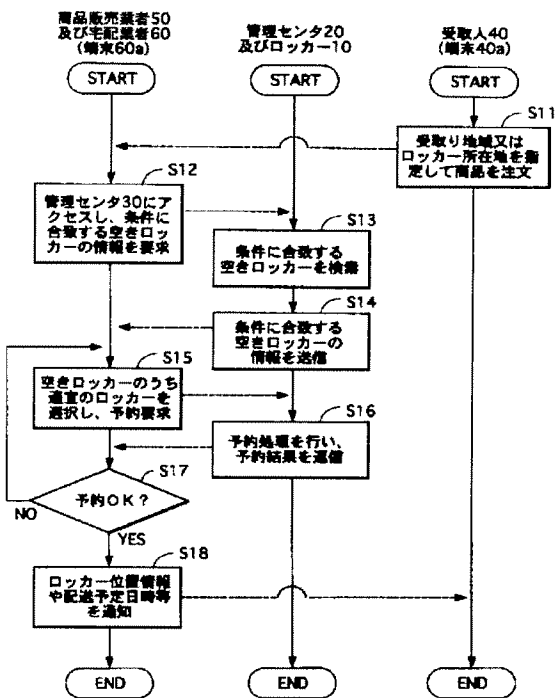 商品販売業者50
及び宅配業者60
(端末60a)
管理センタ20
及びロッカー10
受取人40
(端末40a)
START
START
START
S11
受取り地域又は
ロッカー所在地を指
定して商品を注文
S12
管理センタ30にア
クセスし、条件に
合致する空きロッ
カーの情報を要求
S13
条件に合致する
空きロッカーを検索
S14
条件に合致する
空きロッカーの
情報を送信
S15
空きロッカーのうち
適宜のロッカーを
選択し、予約要求
S16
予約処理を行い、
予約結果を返信
S17
予約OK?
NO
YES
S18
ロッカー位置情報
や配送予定日時等
を通知
END
END
END